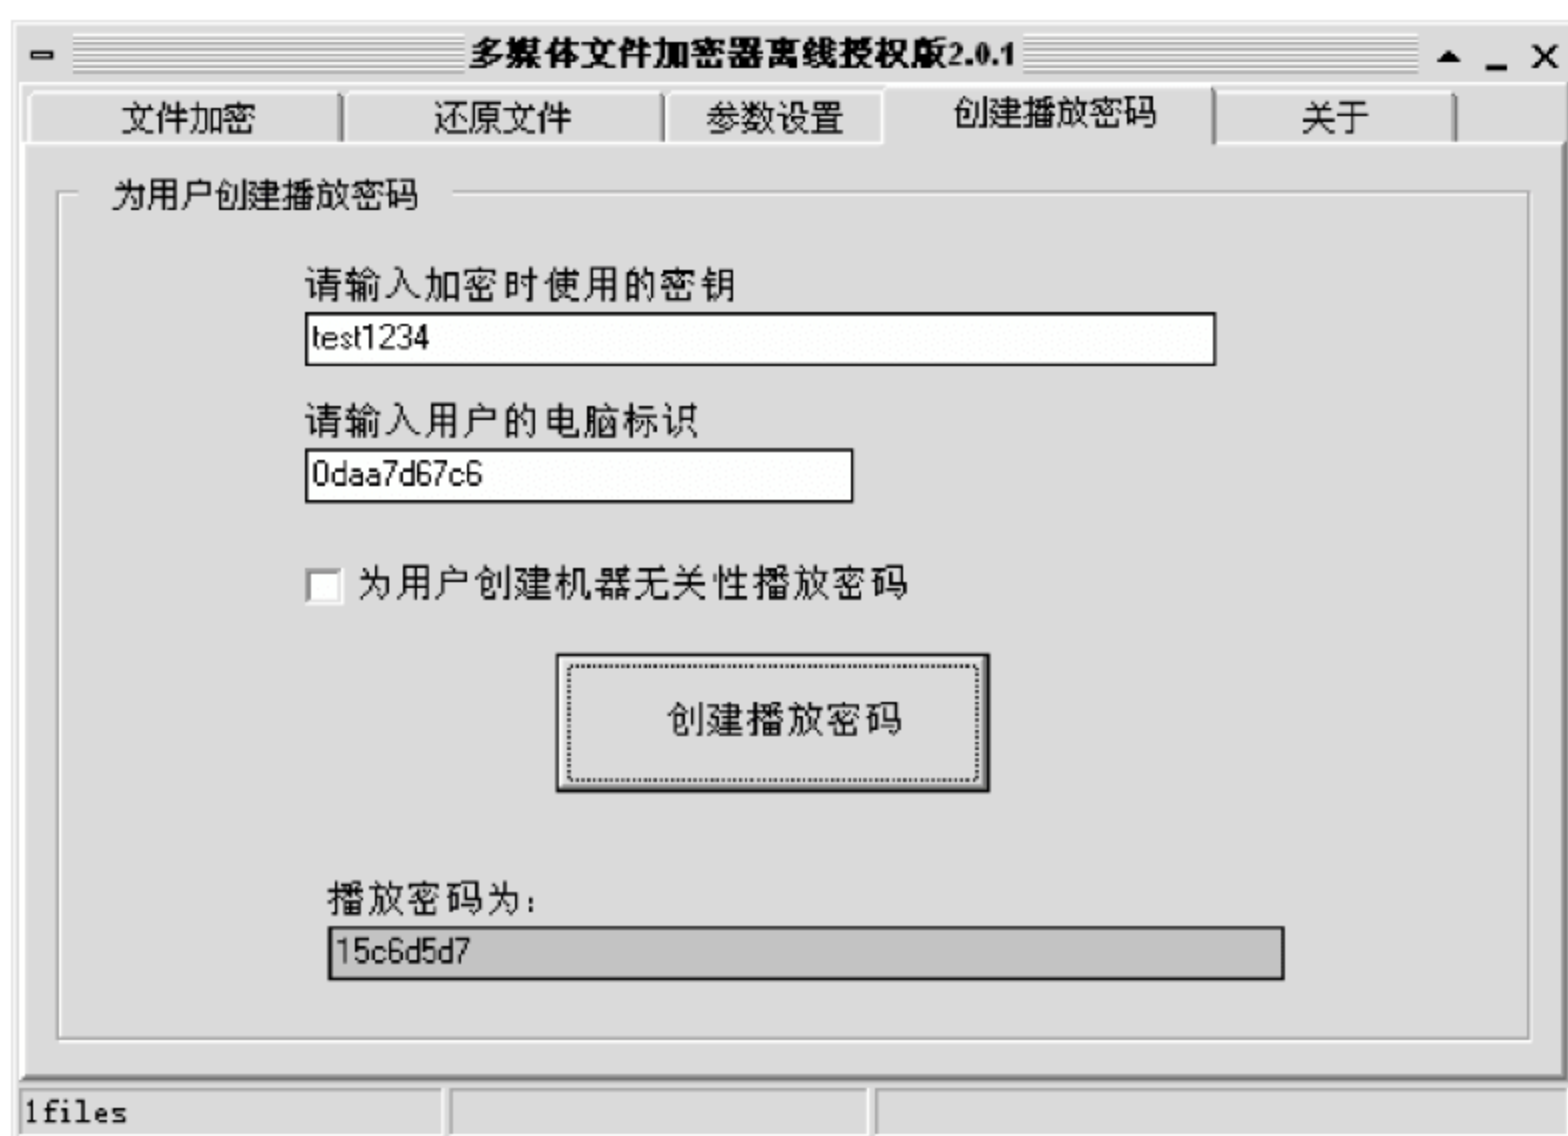 多媒体文件加密器离线授权版2.0.1
文件加密 还原文件 参数设置 创建播放密码 关于
为用户创建播放密码
请输入加密时使用的密钥
test1234
请输入用户的电脑标识
0daa7d67c6
为用户创建机器无关性播放密码
创建播放密码
播放密码为:
15c6d5d7
1files